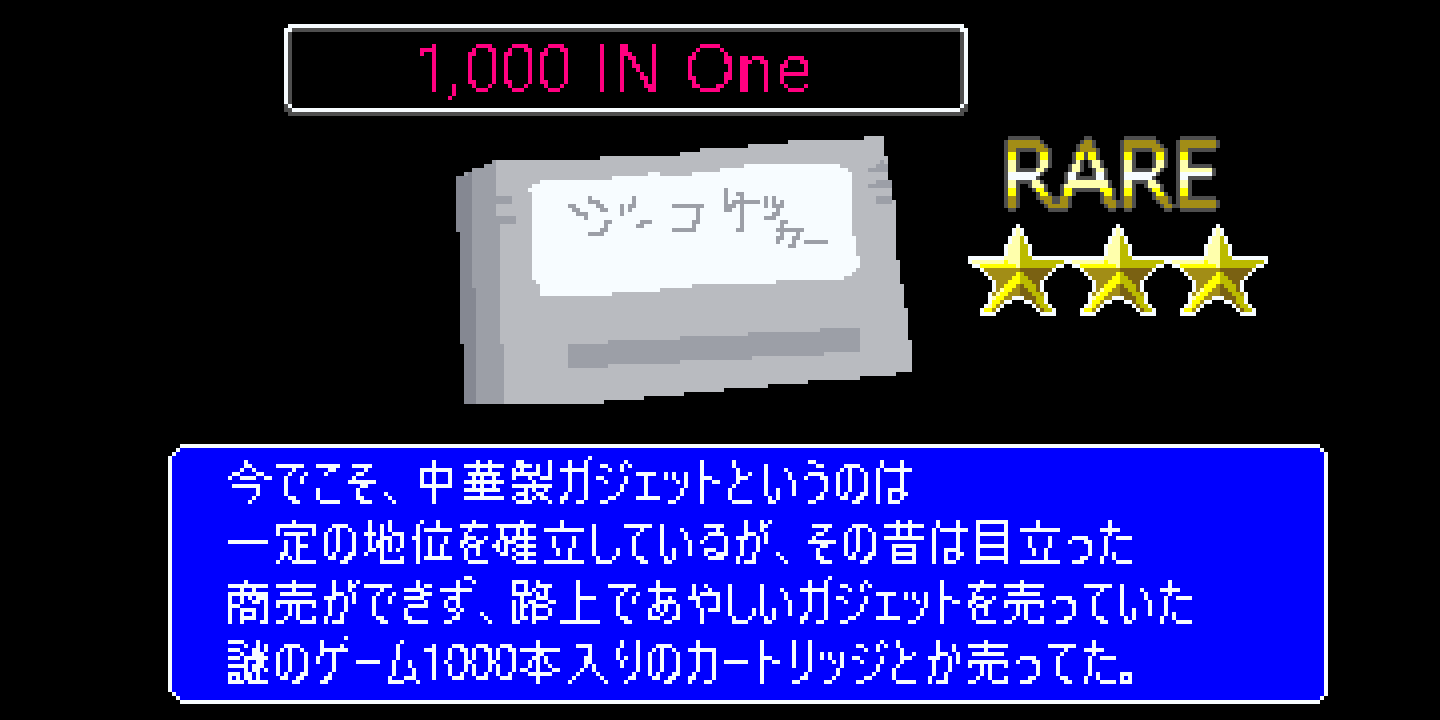 1,000 IN One
RARE
今でこそ、中華製ガジェットというのは
一定の地位を確立しているが、その昔は目立った
商売ができず、路上であやしいガジェットを売っていた
謎のゲーム1000本入りのカートリッジとか売ってた。